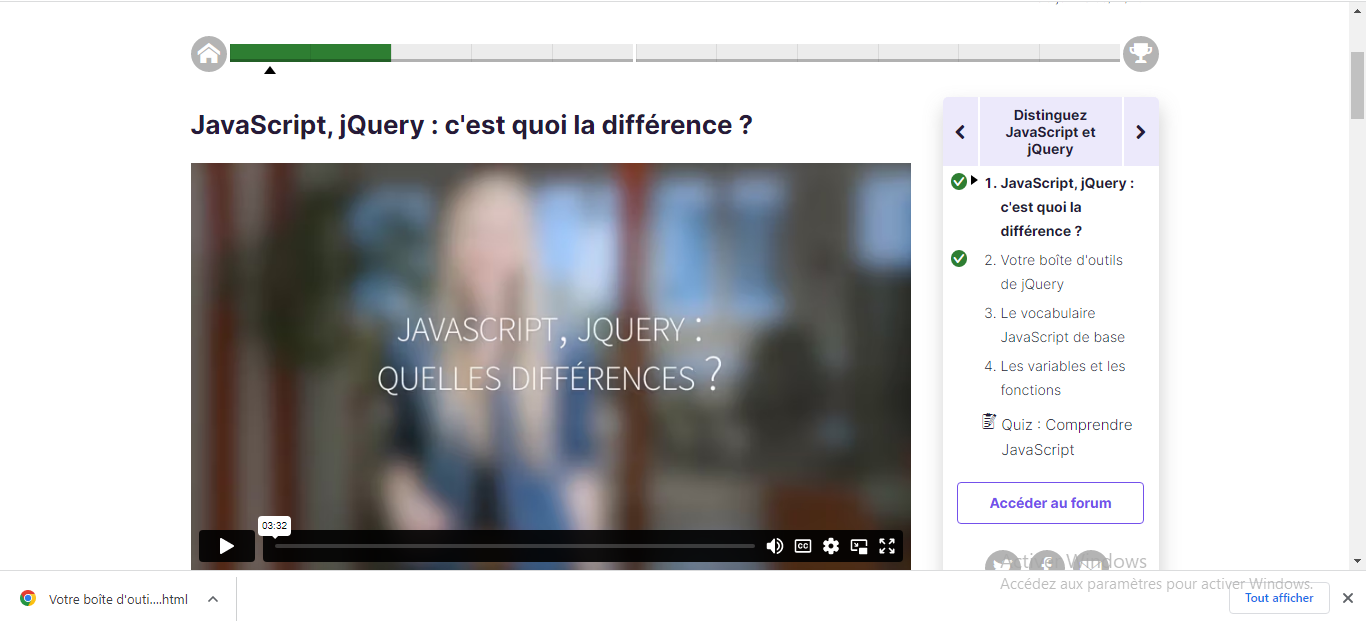 JavaScript, jQuery : c'est quoi la différence ?
JAVASCRIPT, JQUERY :
QUELLES DIFFÉRENCES ?
03:32
CC
Distinguez
JavaScript et
jQuery
1. JavaScript, jQuery :
c'est quoi la
différence ?
2. Votre boîte d'outils
de jQuery
3. Le vocabulaire
JavaScript de base
4. Les variables et les
fonctions
Quiz : Comprendre
JavaScript
Accéder au forum
Activer Windows
Accédez aux paramètres pour activer Windows.
Votre boîte d'outi....html
Tout afficher